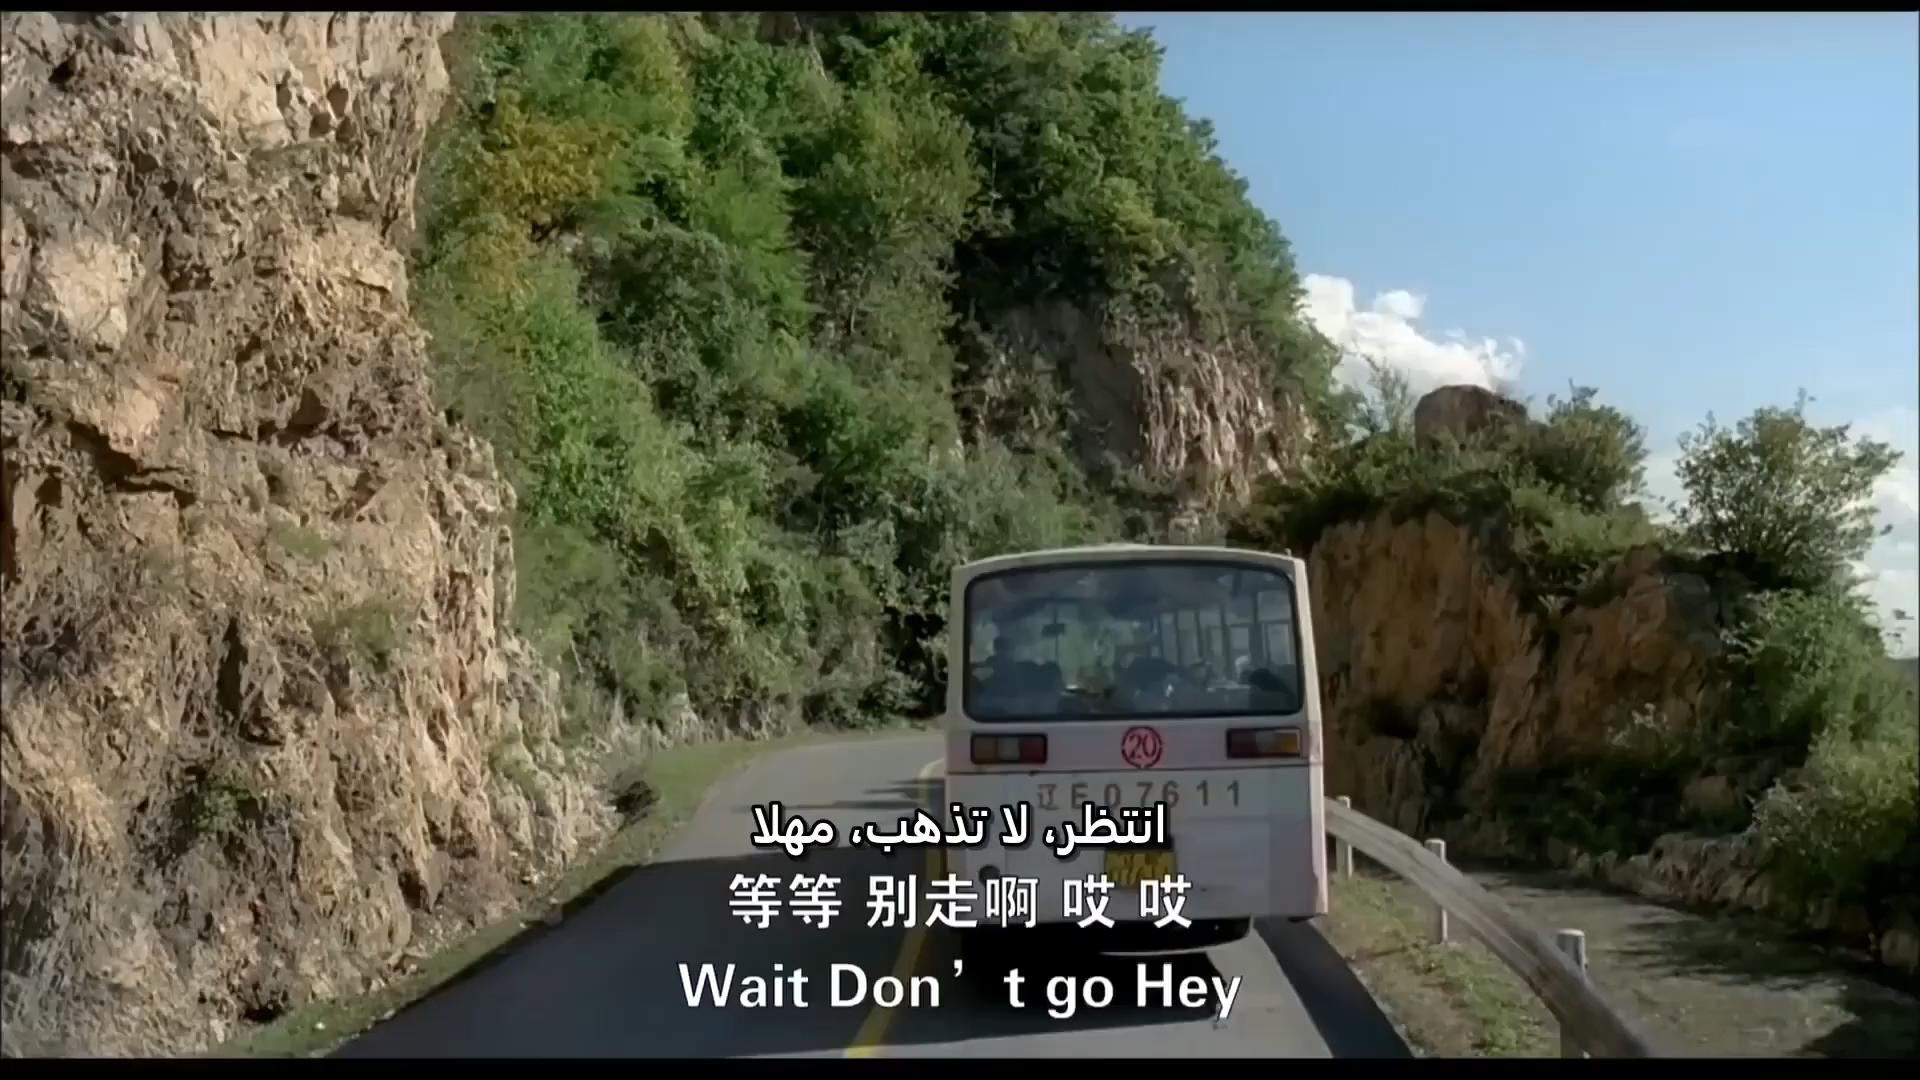 20
辽E07611
انتظر، لا تذهب، مهلا
等等 别走啊 哎 哎
Wait Don’t go Hey